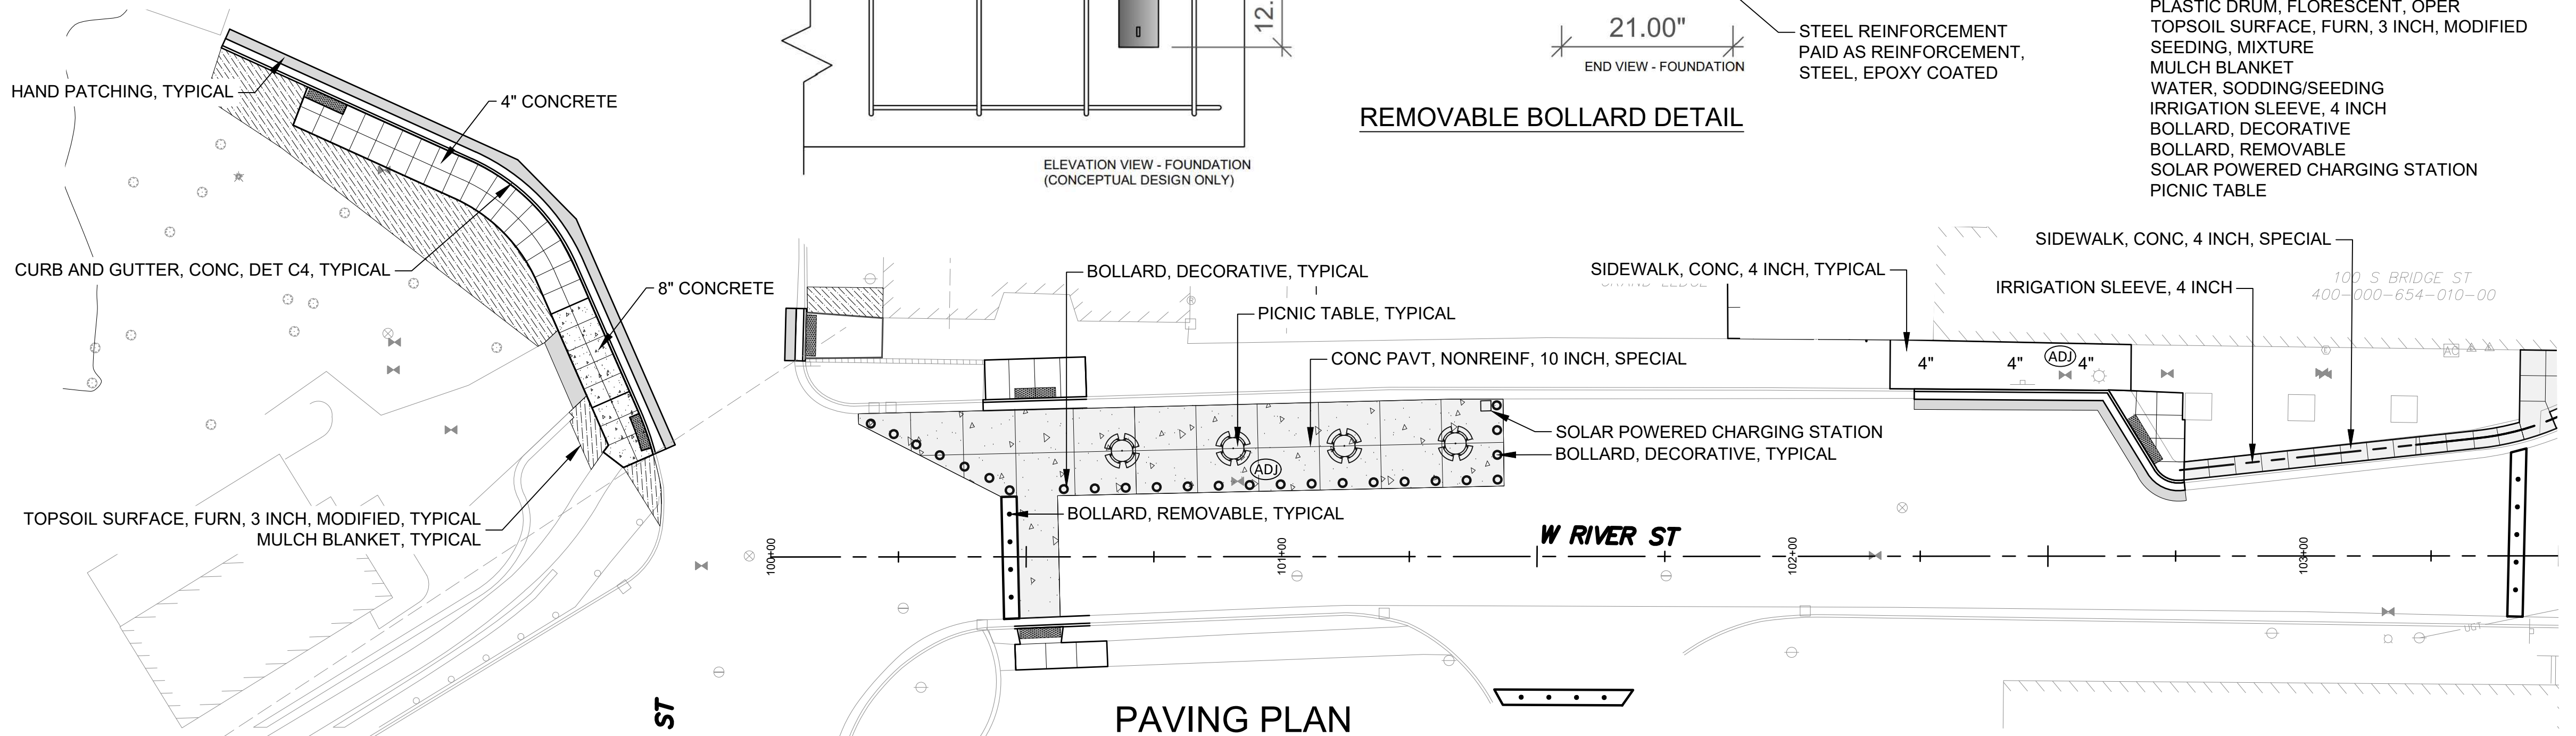 PLASTIC DRUM, FLORESCENT, OPER
TOPSOIL SURFACE, FURN, 3 INCH, MODIFIED
SEEDING, MIXTURE
MULCH BLANKET
WATER, SODDING/SEEDING
IRRIGATION SLEEVE, 4 INCH
BOLLARD, DECORATIVE
BOLLARD, REMOVABLE
SOLAR POWERED CHARGING STATION
PICNIC TABLE
12.
21.00"
END VIEW - FOUNDATION
STEEL REINFORCEMENT
PAID AS REINFORCEMENT,
STEEL, EPOXY COATED
REMOVABLE BOLLARD DETAIL
ELEVATION VIEW - FOUNDATION
(CONCEPTUAL DESIGN ONLY)
HAND PATCHING, TYPICAL
4" CONCRETE
CURB AND GUTTER, CONC, DET C4, TYPICAL
8" CONCRETE
TOPSOIL SURFACE, FURN, 3 INCH, MODIFIED, TYPICAL
MULCH BLANKET, TYPICAL
BOLLARD, DECORATIVE, TYPICAL
PICNIC TABLE, TYPICAL
CONC PAVT, NONREINF, 10 INCH, SPECIAL
SIDEWALK, CONC, 4 INCH, TYPICAL
SIDEWALK, CONC, 4 INCH, SPECIAL
IRRIGATION SLEEVE, 4 INCH
100 S BRIDGE ST
400-000-654-010-00
4" 4" ADJ 4"
AC
SOLAR POWERED CHARGING STATION
BOLLARD, DECORATIVE, TYPICAL
ADJ
BOLLARD, REMOVABLE, TYPICAL
W RIVER ST
100+00
101+00
102+00
103+00
UGT
ST
PAVING PLAN